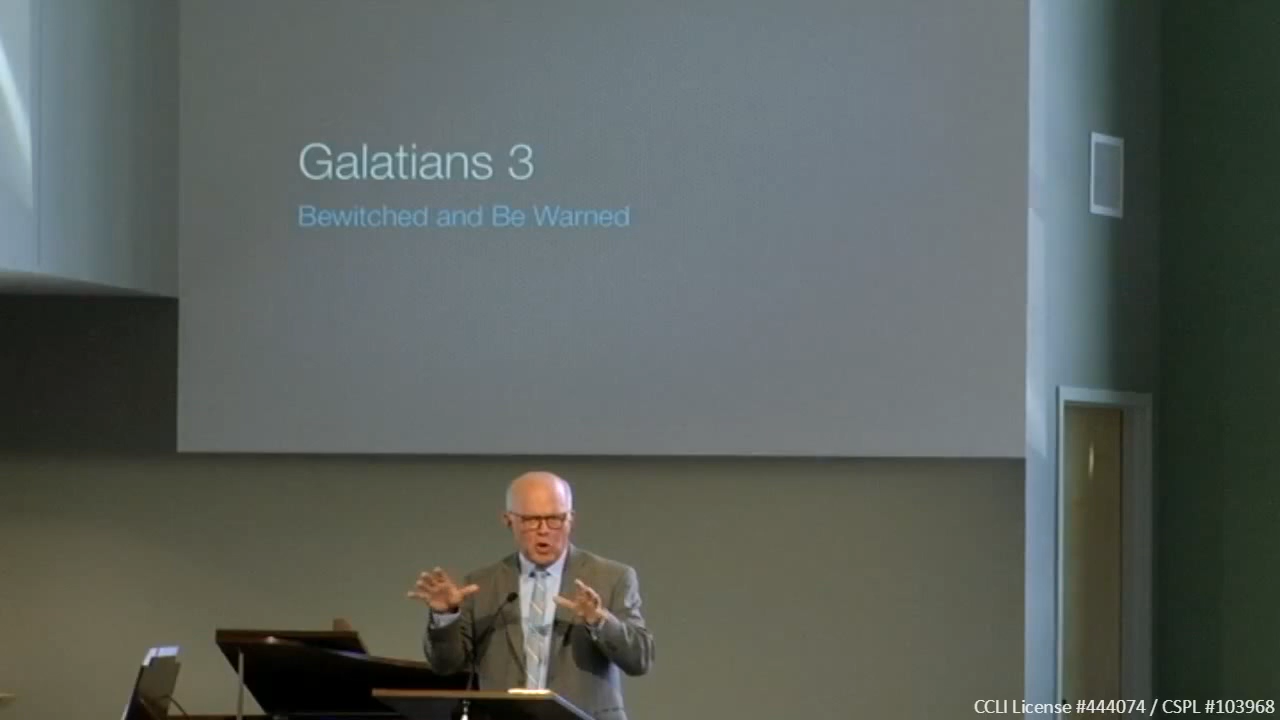 Galatians 3
Bewitched and Be Warned
CCLI License #444074 / CSPL #103968